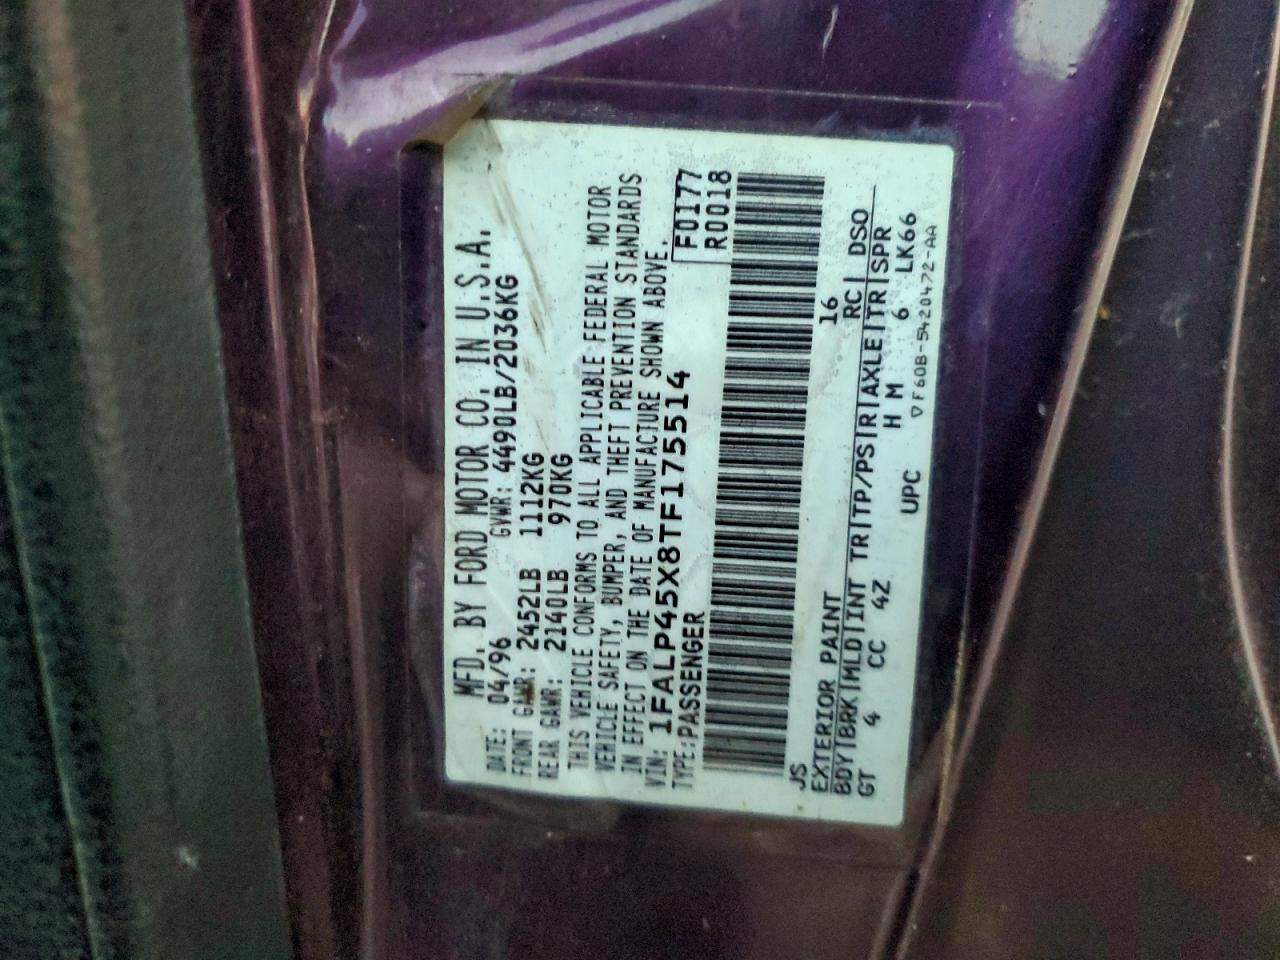 MFD. BY FORD MOTOR CO. IN U.S.A.
DATE: 04/96 GVWR: 4490LB/2036KG
FRONT GAWR: 2452LB 1112KG
REAR GAWR: 2140LB 970KG
THIS VEHICLE CONFORMS TO ALL APPLICABLE FEDERAL MOTOR
VEHICLE SAFETY, BUMPER, AND THEFT PREVENTION STANDARDS
IN EFFECT ON THE DATE OF MANUFACTURE SHOWN ABOVE.
VIN: 1FALP45X8TF175514
TYPE: PASSENGER
F0177
R0018
JS 16
EXTERIOR PAINT RC| DSO
BDY|BRK|MLD|INT TR|TP/PS|R|AXLE|TR|SPR
GT 4 CC 4Z H M 6 LK66
UPC ▽F60B-5420472-AA